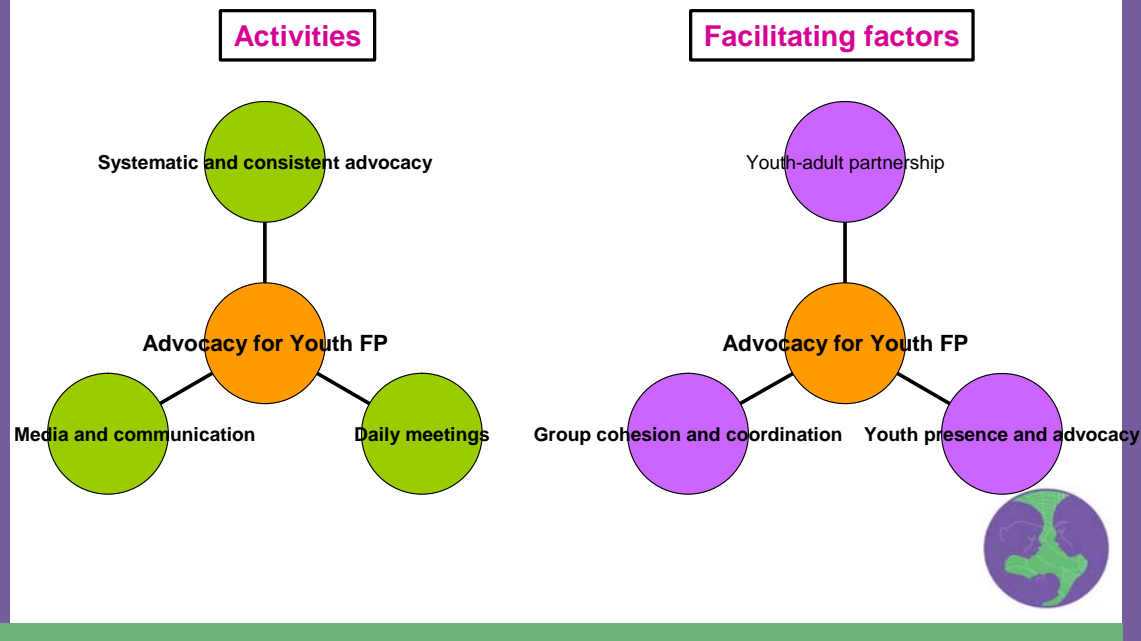 Activities
Systematic and consistent advocacy
Advocacy for Youth FP
Media and communication
Daily meetings
Facilitating factors
Youth-adult partnership
Advocacy for Youth FP
Group cohesion and coordination
Youth presence and advocacy